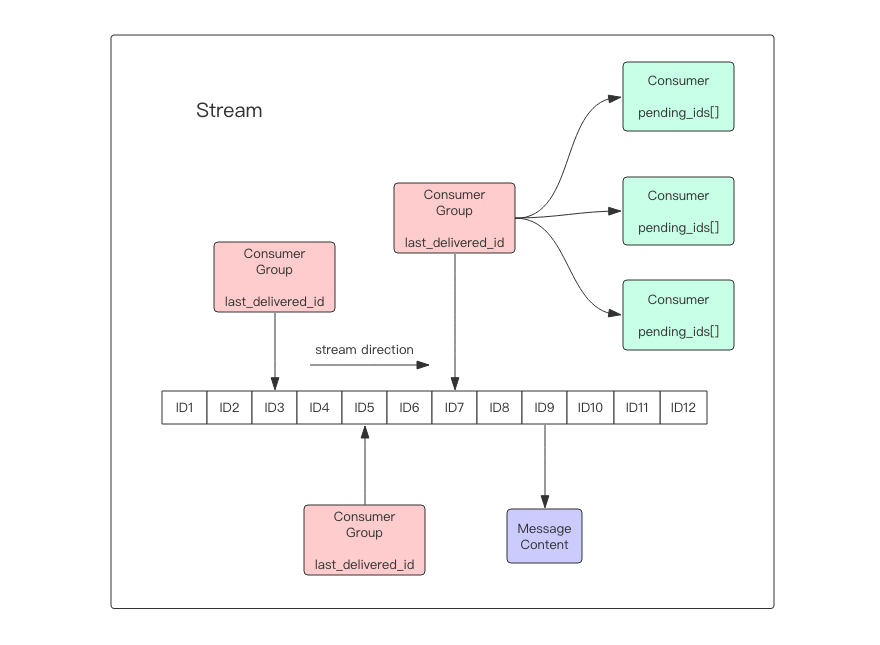 Stream
Consumer
pending_ids[]
Consumer
Group
last_delivered_id
Consumer
pending_ids[]
Consumer
Group
last_delivered_id
Consumer
pending_ids[]
stream direction
ID1 ID2 ID3 ID4 ID5 ID6 ID7 ID8 ID9 ID10 ID11 ID12
Consumer
Group
last_delivered_id
Message
Content